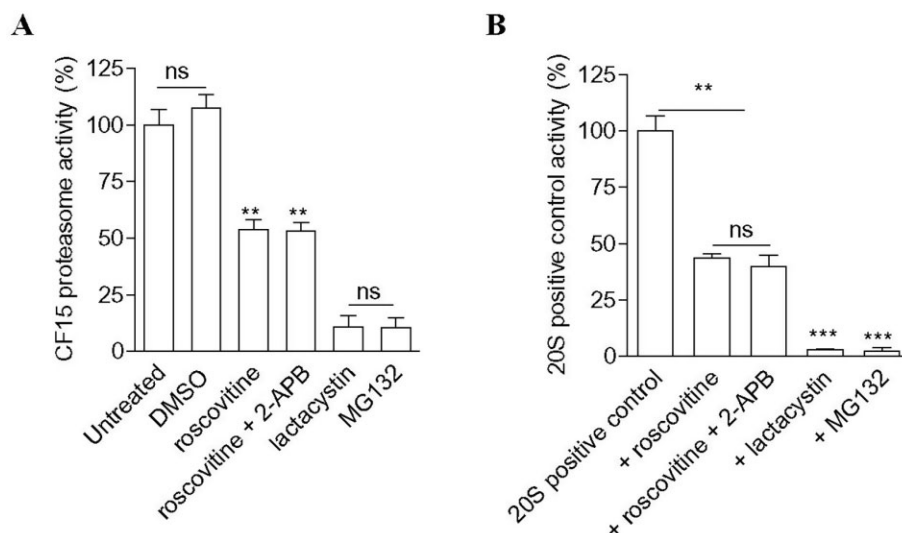 A
CF15 proteasome activity (%)
125
100
75
50
25
0
ns
**
**
ns
Untreated
DMSO
roscovitine
roscovitine + 2-APB
lactacystin
MG132
B
20S positive control activity (%)
125
100
75
50
25
0
**
ns
***
***
20S positive control
+ roscovitine
+ roscovitine + 2-APB
+ lactacystin
+ MG132